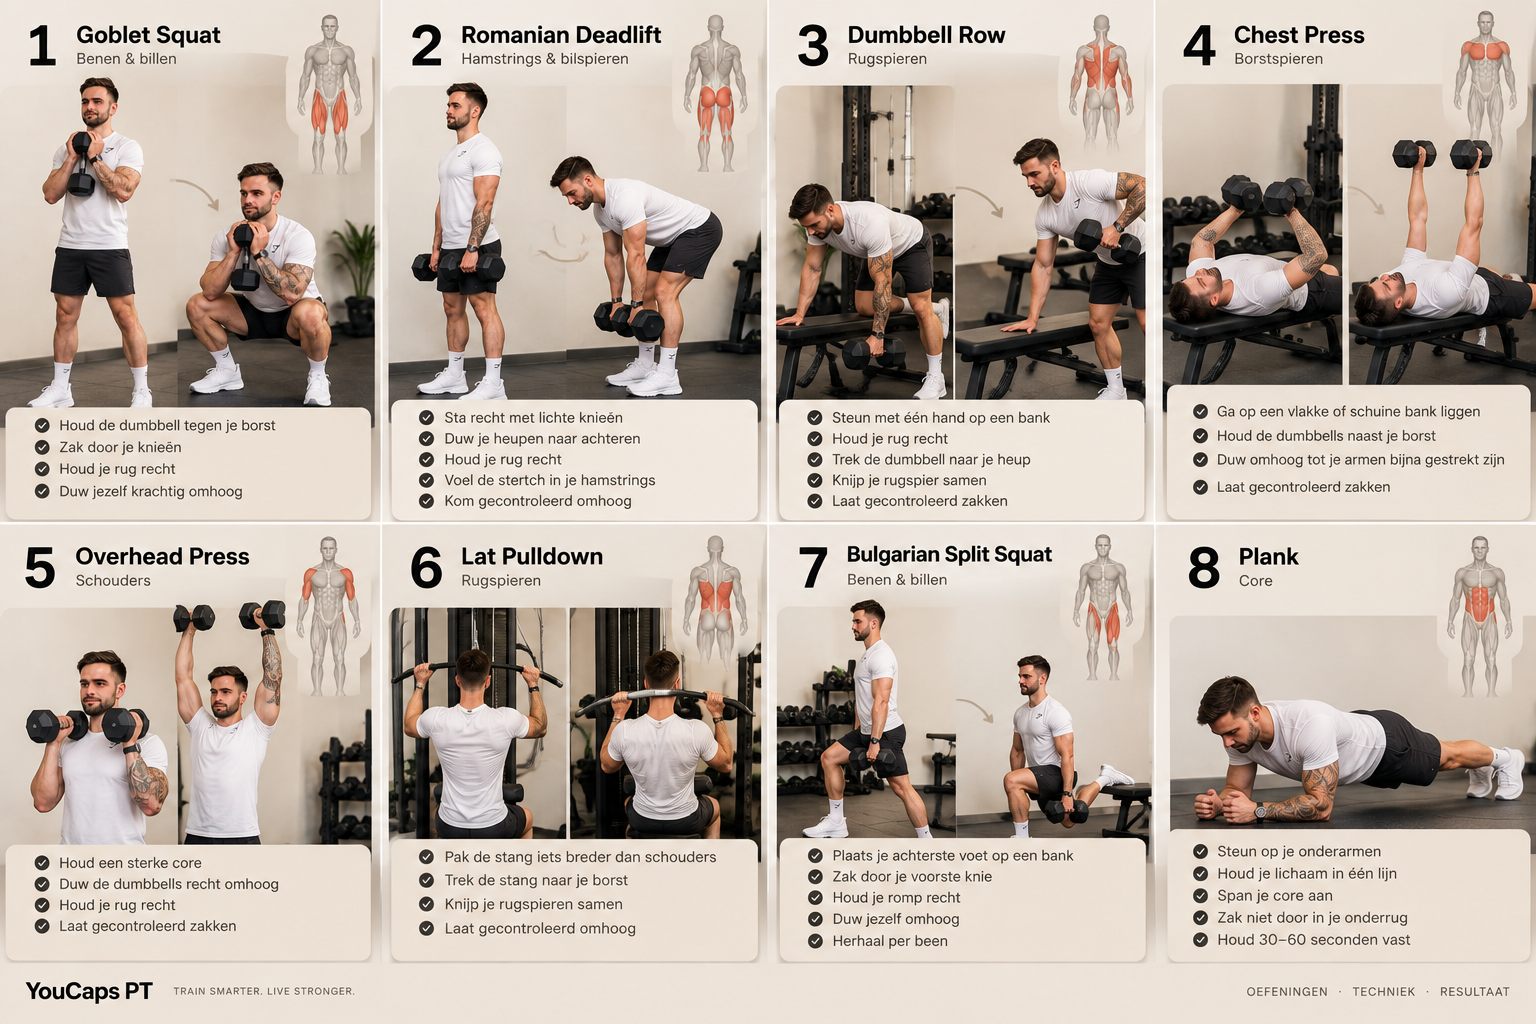 1 Goblet Squat
Benen & billen
Houd de dumbbell tegen je borst
Zak door je knieën
Houd je rug recht
Duw jezelf krachtig omhoog
2 Romanian Deadlift
Hamstrings & bilspieren
Sta recht met lichte knieën
Duw je heupen naar achteren
Houd je rug recht
Voel de stertch in je hamstrings
Kom gecontroleerd omhoog
3 Dumbbell Row
Rugspieren
Steun met één hand op een bank
Houd je rug recht
Trek de dumbbell naar je heup
Knijp je rugspier samen
Laat gecontroleerd zakken
4 Chest Press
Borstspieren
Ga op een vlakke of schuine bank liggen
Houd de dumbbells naast je borst
Duw omhoog tot je armen bijna gestrekt zijn
Laat gecontroleerd zakken
5 Overhead Press
Schouders
Houd een sterke core
Duw de dumbbells recht omhoog
Houd je rug recht
Laat gecontroleerd zakken
6 Lat Pulldown
Rugspieren
Pak de stang iets breder dan schouders
Trek de stang naar je borst
Knijp je rugspieren samen
Laat gecontroleerd omhoog
7 Bulgarian Split Squat
Benen & billen
Plaats je achterste voet op een bank
Zak door je voorste knie
Houd je romp recht
Duw jezelf omhoog
Herhaal per been
8 Plank
Core
Steun op je onderarmen
Houd je lichaam in één lijn
Span je core aan
Zak niet door in je onderrug
Houd 30–60 seconden vast
YouCaps PT TRAIN SMARTER. LIVE STRONGER.
OEFENINGEN · TECHNIEK · RESULTAAT